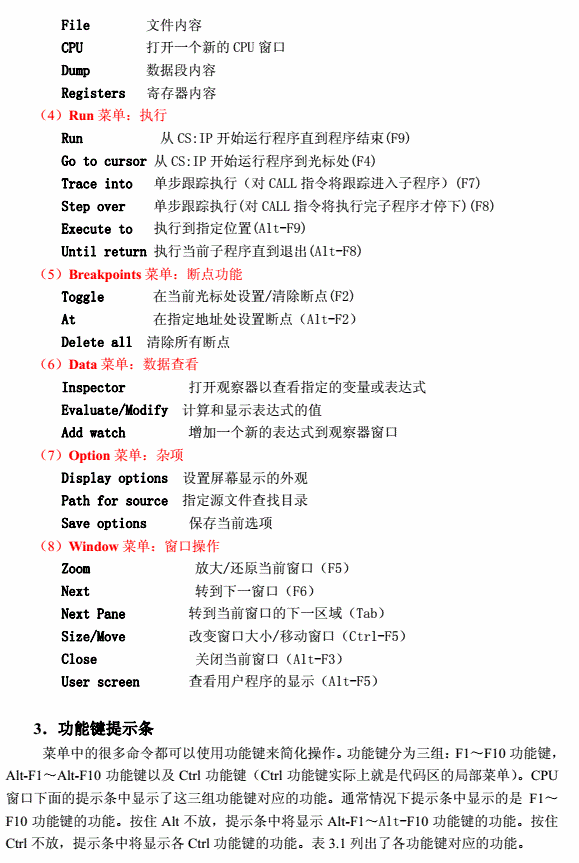 File 文件内容
CPU 打开一个新的 CPU 窗口
Dump 数据段内容
Registers 寄存器内容
（4）Run 菜单：执行
Run 从 CS:IP 开始运行程序直到程序结束(F9)
Go to cursor 从 CS:IP 开始运行程序到光标处(F4)
Trace into 单步跟踪执行（对 CALL 指令将跟踪进入子程序）(F7)
Step over 单步跟踪执行(对 CALL 指令将执行完子程序才停下)(F8)
Execute to 执行到指定位置(Alt-F9)
Until return 执行当前子程序直到退出(Alt-F8)
（5）Breakpoints 菜单：断点功能
Toggle 在当前光标处设置/清除断点(F2)
At 在指定地址处设置断点（Alt-F2）
Delete all 清除所有断点
（6）Data 菜单：数据查看
Inspector 打开观察器以查看指定的变量或表达式
Evaluate/Modify 计算和显示表达式的值
Add watch 增加一个新的表达式到观察器窗口
（7）Option 菜单：杂项
Display options 设置屏幕显示的外观
Path for source 指定源文件查找目录
Save options 保存当前选项
（8）Window 菜单：窗口操作
Zoom 放大/还原当前窗口（F5）
Next 转到下一窗口（F6）
Next Pane 转到当前窗口的下一区域（Tab）
Size/Move 改变窗口大小/移动窗口（Ctrl-F5）
Close 关闭当前窗口（Alt-F3）
User screen 查看用户程序的显示（Alt-F5）
3．功能键提示条
菜单中的很多命令都可以使用功能键来简化操作。功能键分为三组：F1～F10 功能键，
Alt-F1～Alt-F10 功能键以及 Ctrl 功能键（Ctrl 功能键实际上就是代码区的局部菜单）。CPU
窗口下面的提示条中显示了这三组功能键对应的功能。通常情况下提示条中显示的是 F1～
F10 功能键的功能。按住 Alt 不放，提示条中将显示 Alt-F1～Alt-F10 功能键的功能。按住
Ctrl 不放，提示条中将显示各 Ctrl 功能键的功能。表 3.1 列出了各功能键对应的功能。